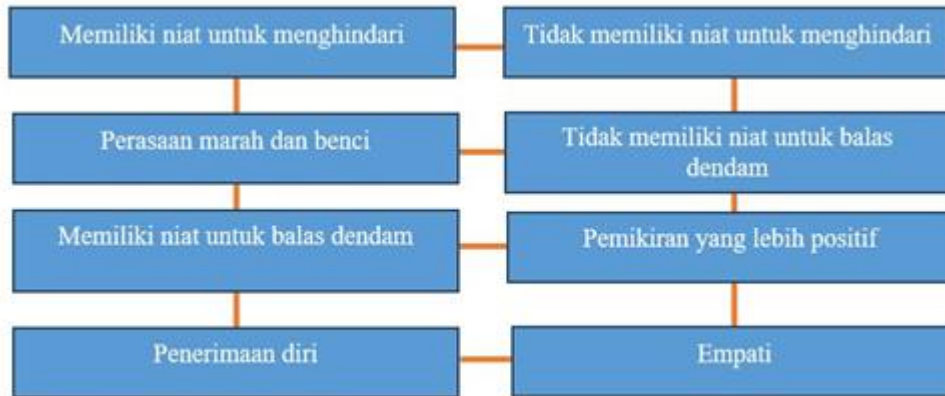 Memiliki niat untuk menghindari
Tidak memiliki niat untuk menghindari
Perasaan marah dan benci
Tidak memiliki niat untuk balas
dendam
Memiliki niat untuk balas dendam
Pemikiran yang lebih positif
Penerimaan diri
Empati